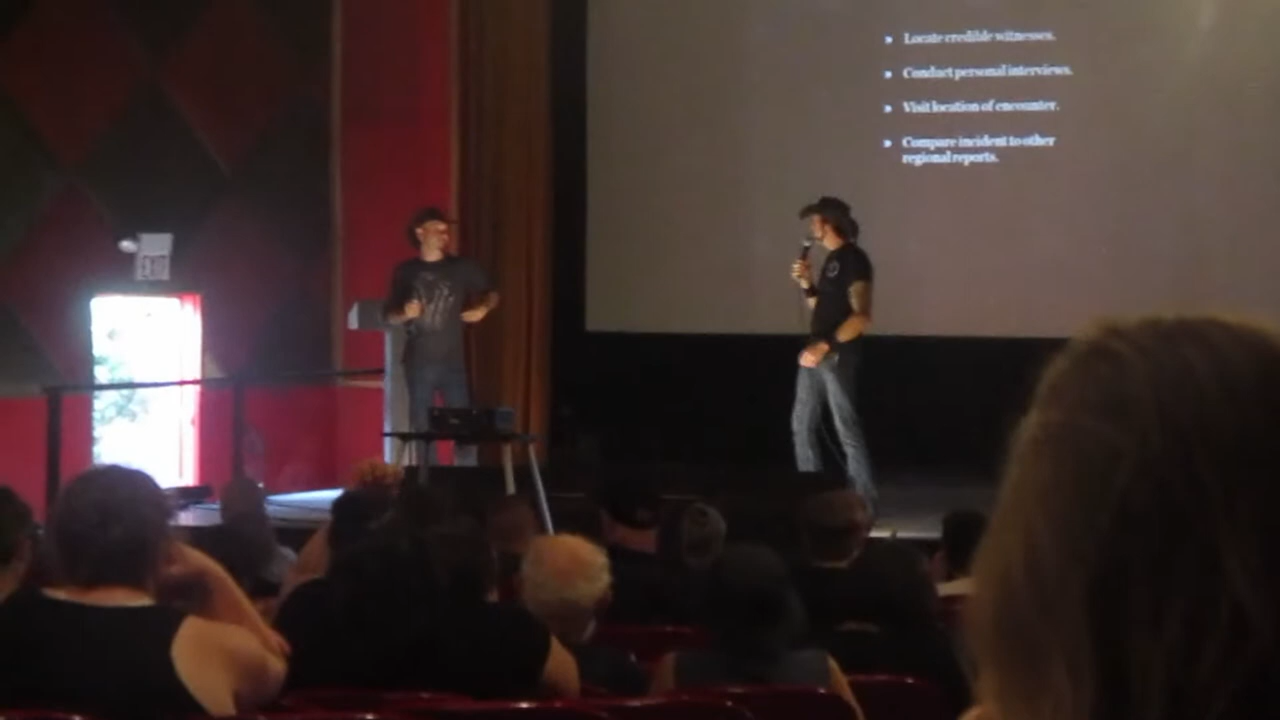 » Locate credible witnesses.
» Conduct personal interviews.
» Visit location of encounter.
» Compare incident to other
regional reports.
EXIT